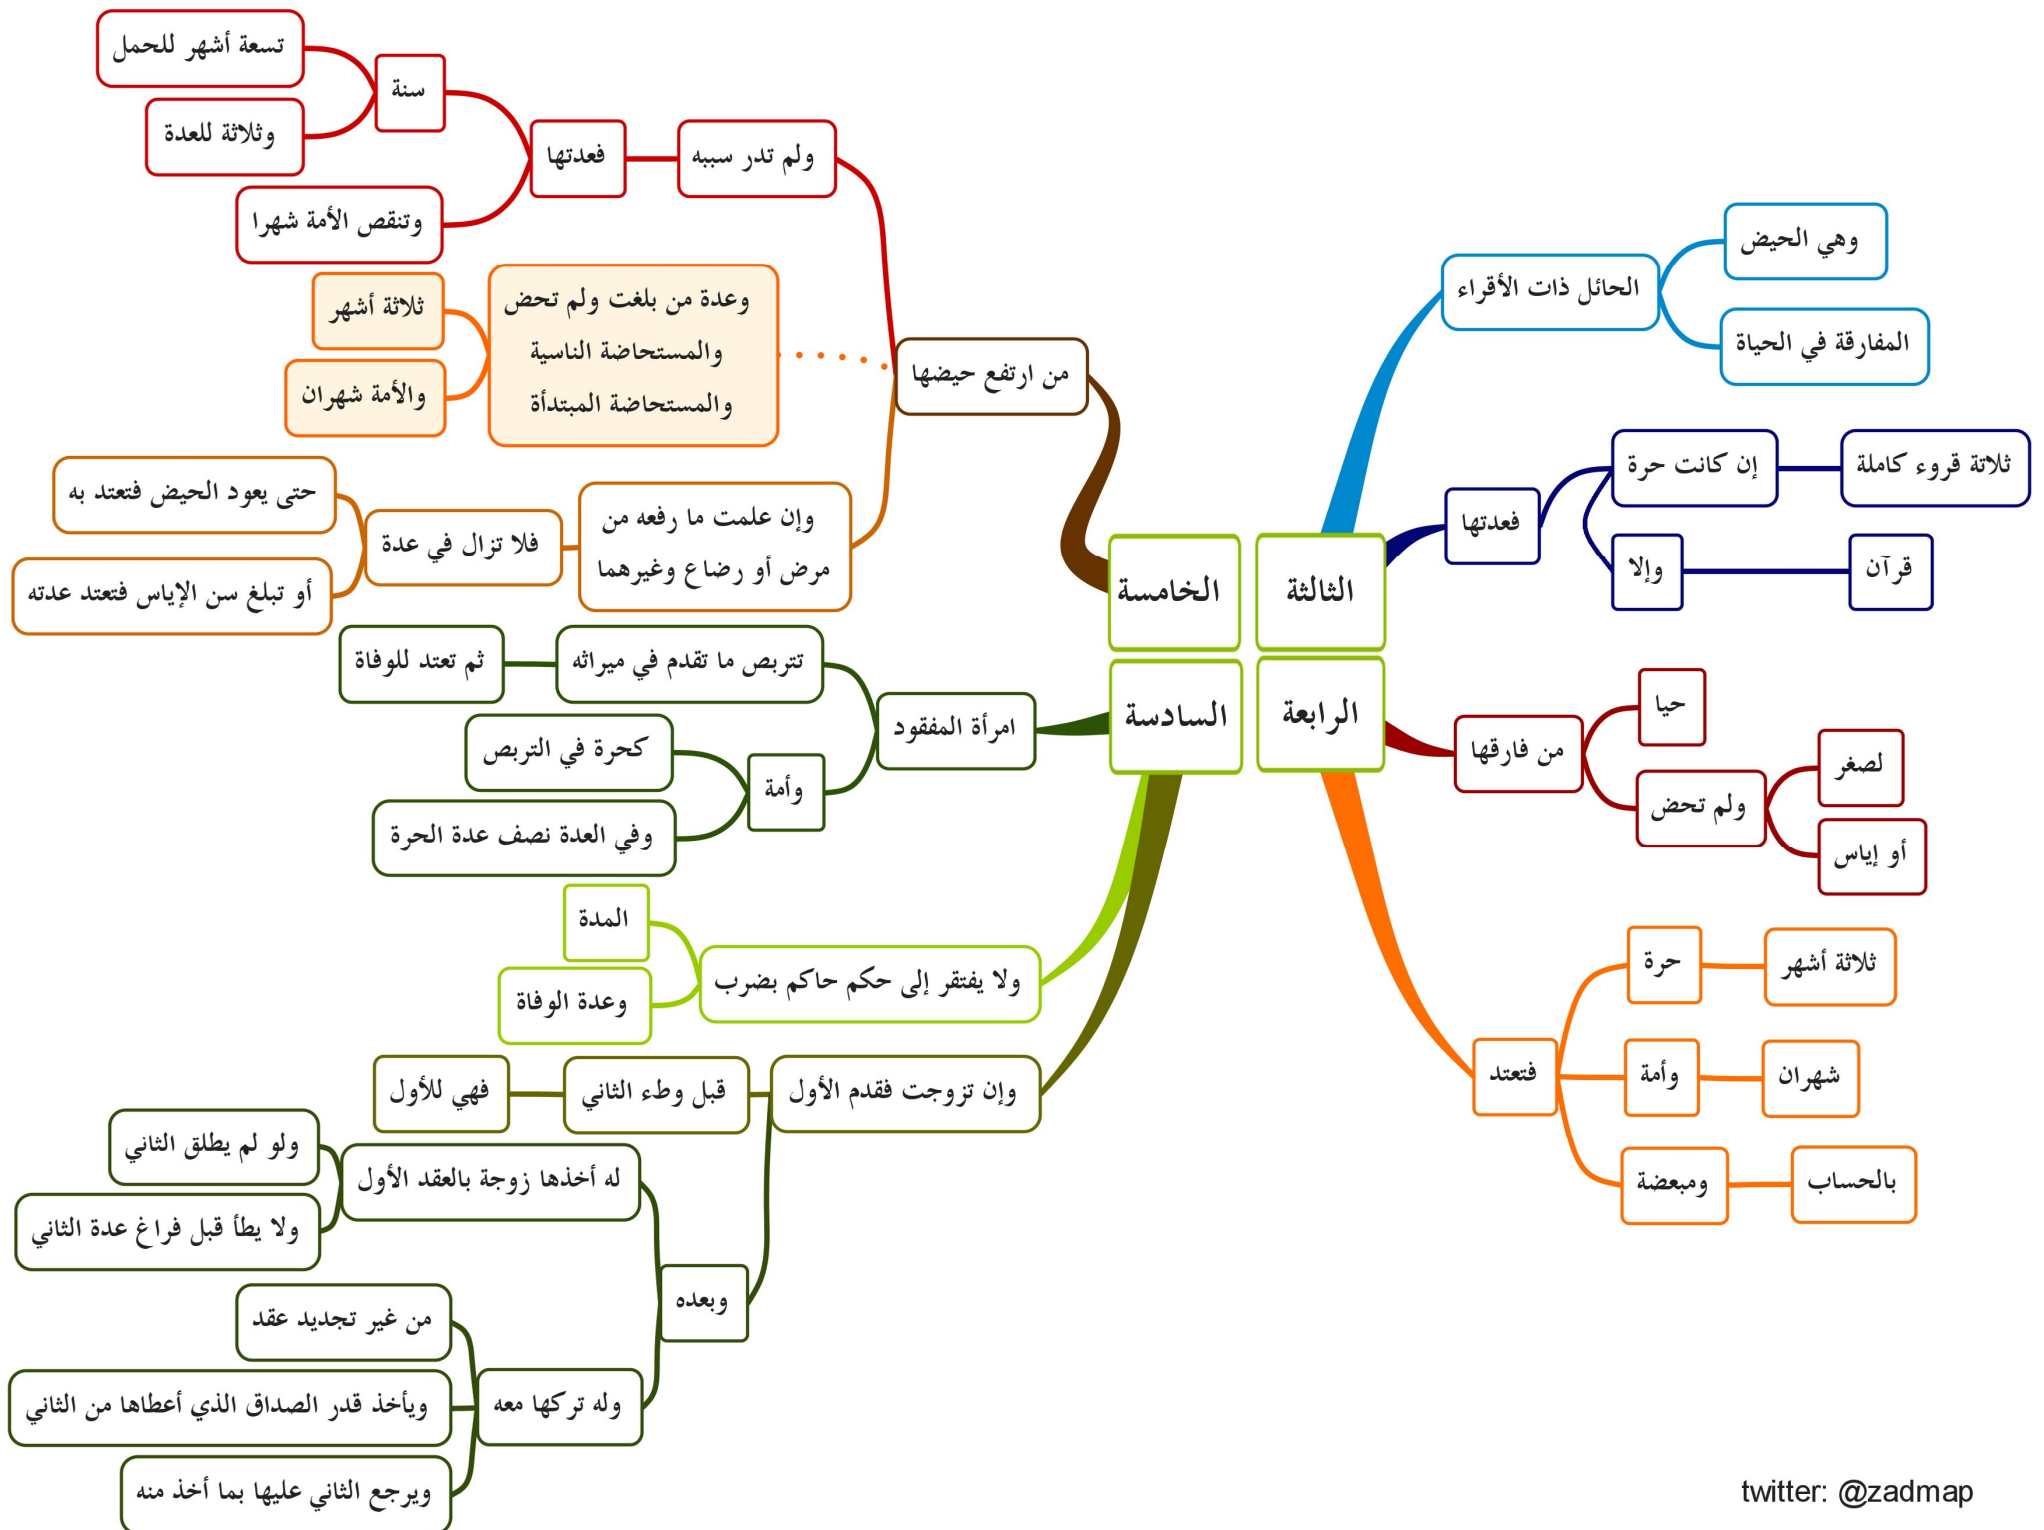 الثالثة
الحائل ذات الأقراء
وهي الحيض
المفارقة في الحياة
فعدتها
إن كانت حرة
ثلاتة قروء كاملة
وإلا
قرآن
الرابعة
من فارقها
حيا
ولم تحض
لصغر
أو إياس
فتعتد
حرة
ثلاثة أشهر
وأمة
شهران
ومبعضة
بالحساب
الخامسة
من ارتفع حيضها
ولم تدر سببه
فعدتها
سنة
تسعة أشهر للحمل
وثلاثة للعدة
وتنقص الأمة شهرا
وعدة من بلغت ولم تحض
والمستحاضة الناسية
والمستحاضة المبتدأة
ثلاثة أشهر
والأمة شهران
وإن علمت ما رفعه من
مرض أو رضاع وغيرهما
فلا تزال في عدة
حتى يعود الحيض فتعتد به
أو تبلغ سن الإياس فتعتد عدته
السادسة
امرأة المفقود
تتربص ما تقدم في ميراثه
ثم تعتد للوفاة
وأمة
كحرة في التربص
وفي العدة نصف عدة الحرة
ولا يفتقر إلى حكم حاكم بضرب
المدة
وعدة الوفاة
وإن تزوجت فقدم الأول
قبل وطء الثاني
فهي للأول
وبعده
له أخذها زوجة بالعقد الأول
ولو لم يطلق الثاني
ولا يطأ قبل فراغ عدة الثاني
وله تركها معه
من غير تجديد عقد
ويأخذ قدر الصداق الذي أعطاها من الثاني
ويرجع الثاني عليها بما أخذ منه
twitter: @zadmap